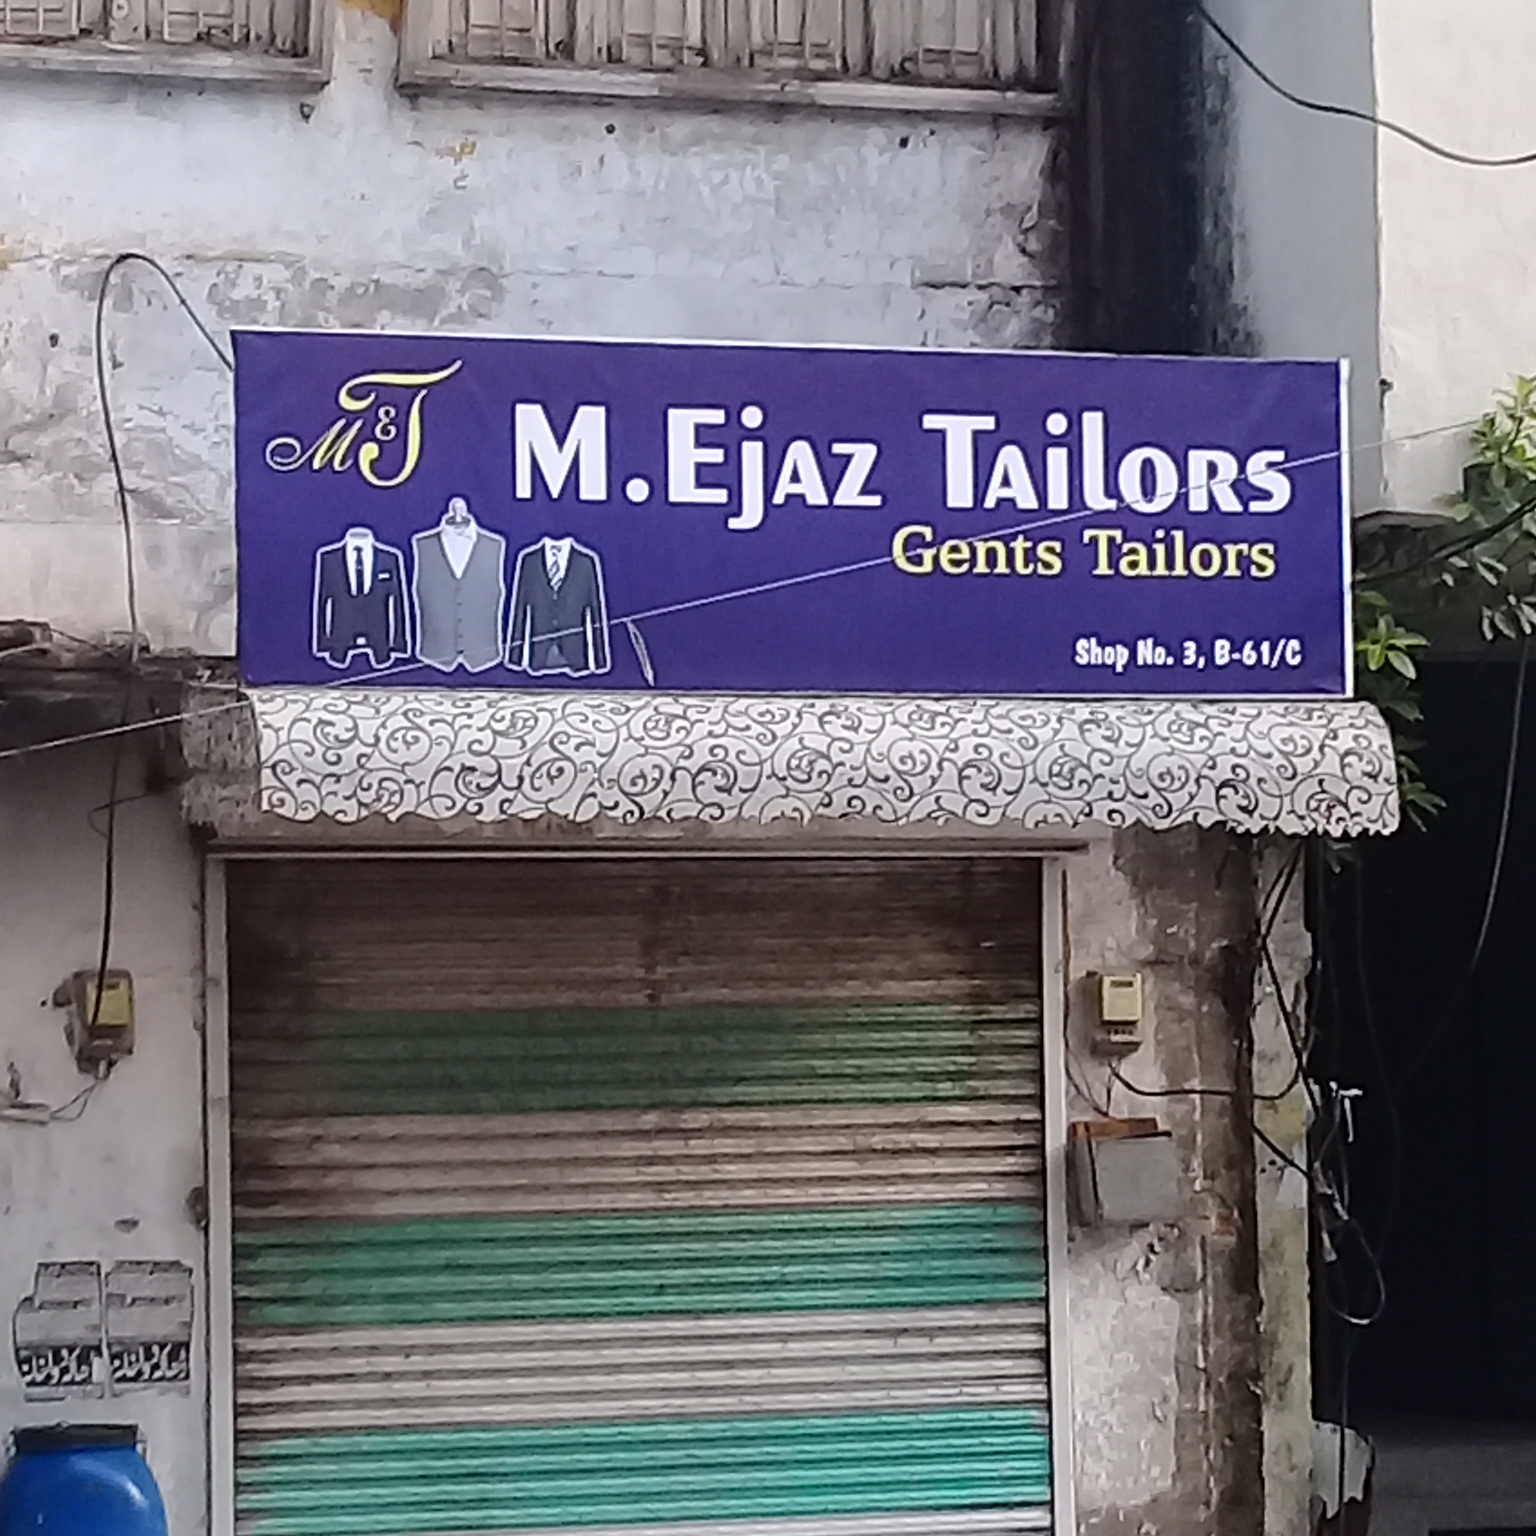 M&J
M.Ejaz Tailors
Gents Tailors
Shop No. 3, B-61/C